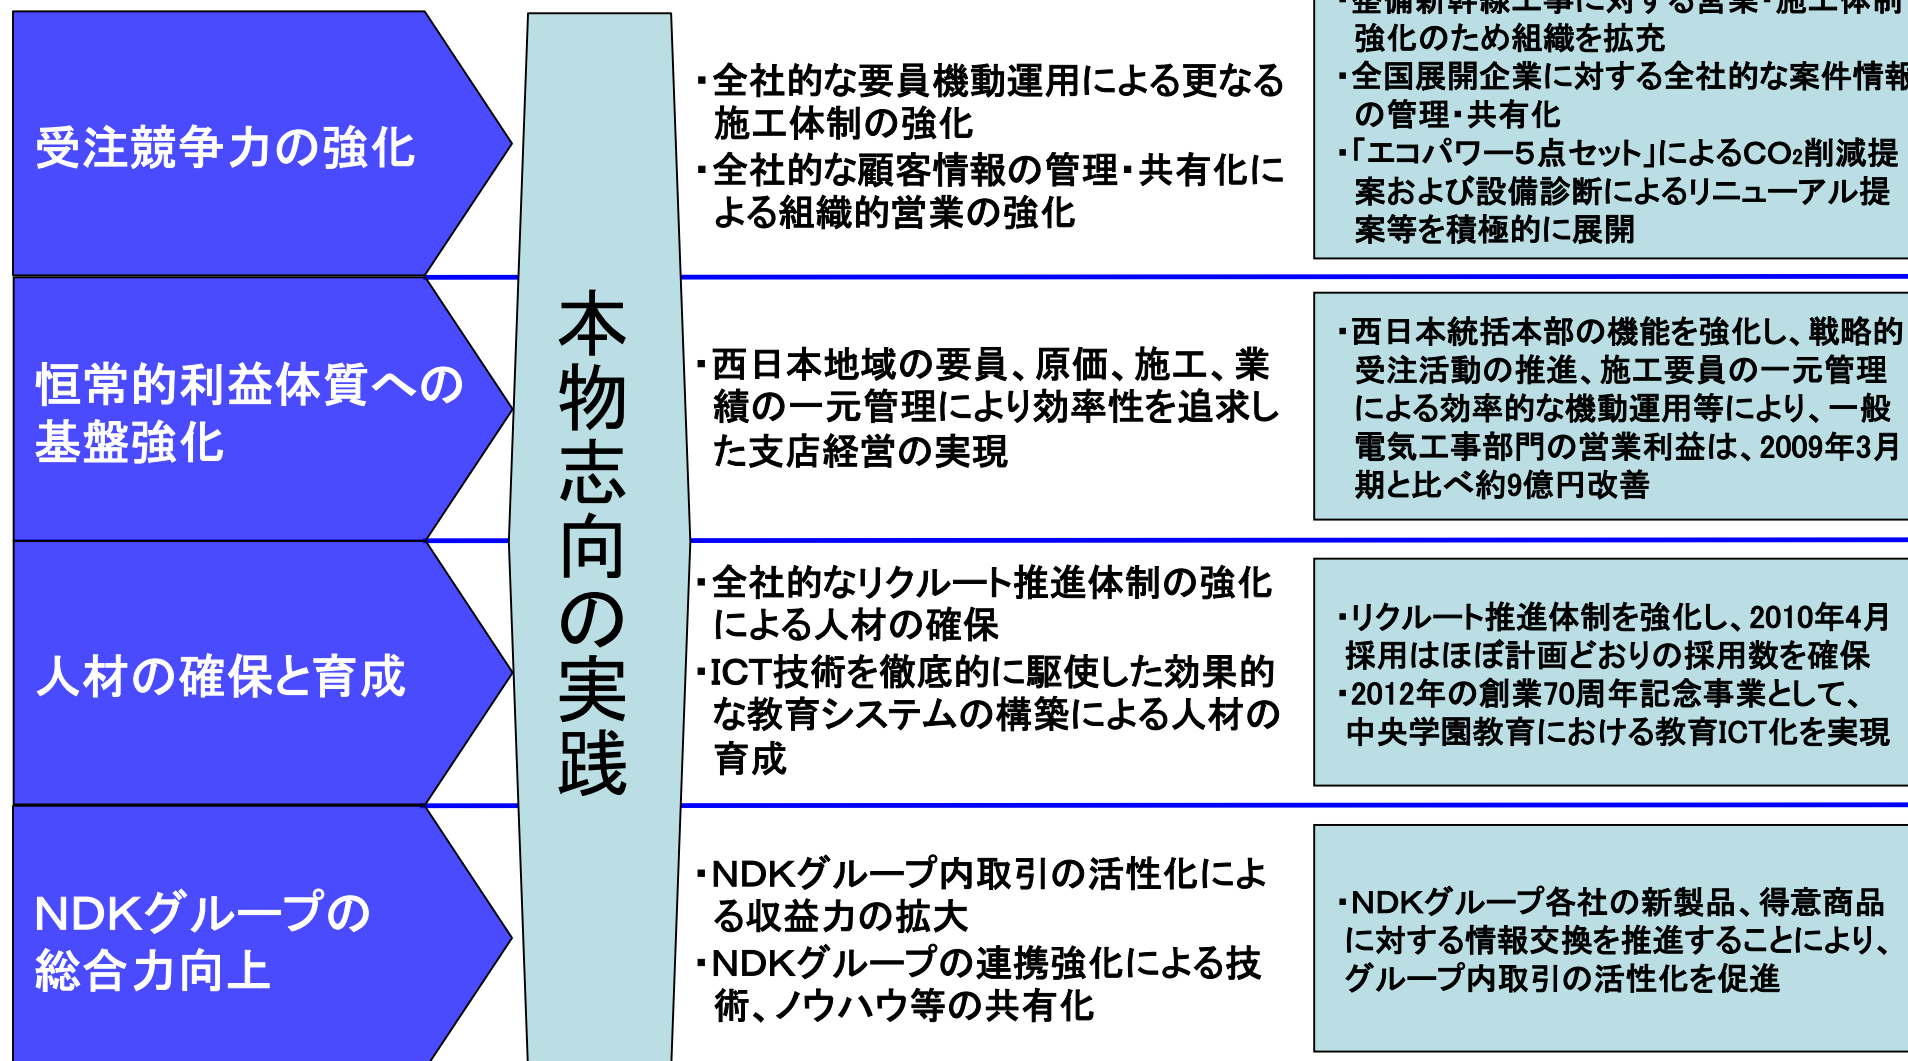 受注競争力の強化
・全社的な要員機動運用による更なる
施工体制の強化
・全社的な顧客情報の管理・共有化に
よる組織的営業の強化
・整備新幹線工事に対する営業・施工体制
強化のため組織を拡充
・全国展開企業に対する全社的な案件情報
の管理・共有化
・「エコパワー5点セット」によるCO₂削減提
案および設備診断によるリニューアル提
案等を積極的に展開
本物志向の実践
恒常的利益体質への
基盤強化
・西日本地域の要員、原価、施工、業
績の一元管理により効率性を追求し
た支店経営の実現
・西日本統括本部の機能を強化し、戦略的
受注活動の推進、施工要員の一元管理
による効率的な機動運用等により、一般
電気工事部門の営業利益は、2009年3月
期と比べ約9億円改善
人材の確保と育成
・全社的なリクルート推進体制の強化
による人材の確保
・ICT技術を徹底的に駆使した効果的
な教育システムの構築による人材の
育成
・リクルート推進体制を強化し、2010年4月
採用はほぼ計画どおりの採用数を確保
・2012年の創業70周年記念事業として、
中央学園教育における教育ICT化を実現
NDKグループの
総合力向上
・NDKグループ内取引の活性化によ
る収益力の拡大
・NDKグループの連携強化による技
術、ノウハウ等の共有化
・NDKグループ各社の新製品、得意商品
に対する情報交換を推進することにより、
グループ内取引の活性化を促進